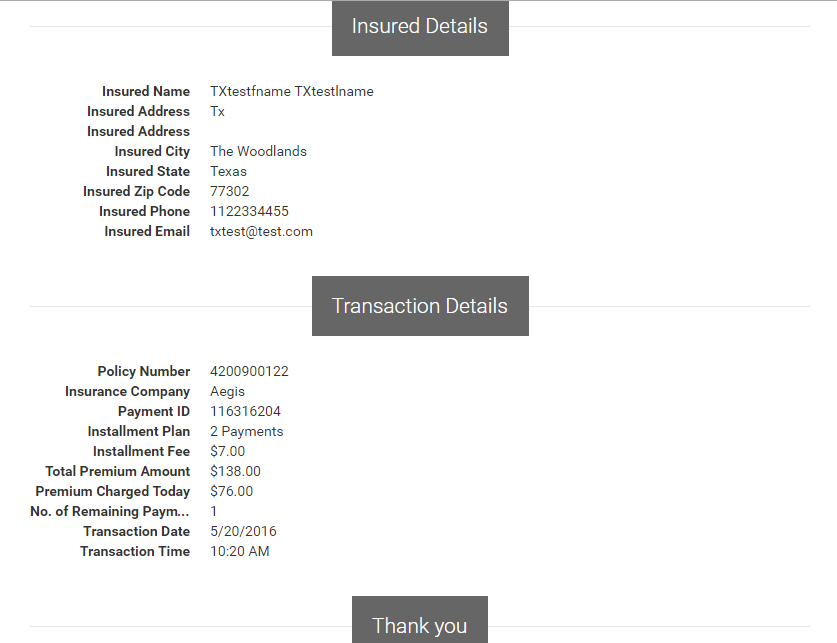 Insured Details
Insured Name TXtestfname TXtestlname
Insured Address Tx
Insured Address
Insured City The Woodlands
Insured State Texas
Insured Zip Code 77302
Insured Phone 1122334455
Insured Email txtest@test.com
Transaction Details
Policy Number 4200900122
Insurance Company Aegis
Payment ID 116316204
Installment Plan 2 Payments
Installment Fee $7.00
Total Premium Amount $138.00
Premium Charged Today $76.00
No. of Remaining Paym... 1
Transaction Date 5/20/2016
Transaction Time 10:20 AM
Thank you